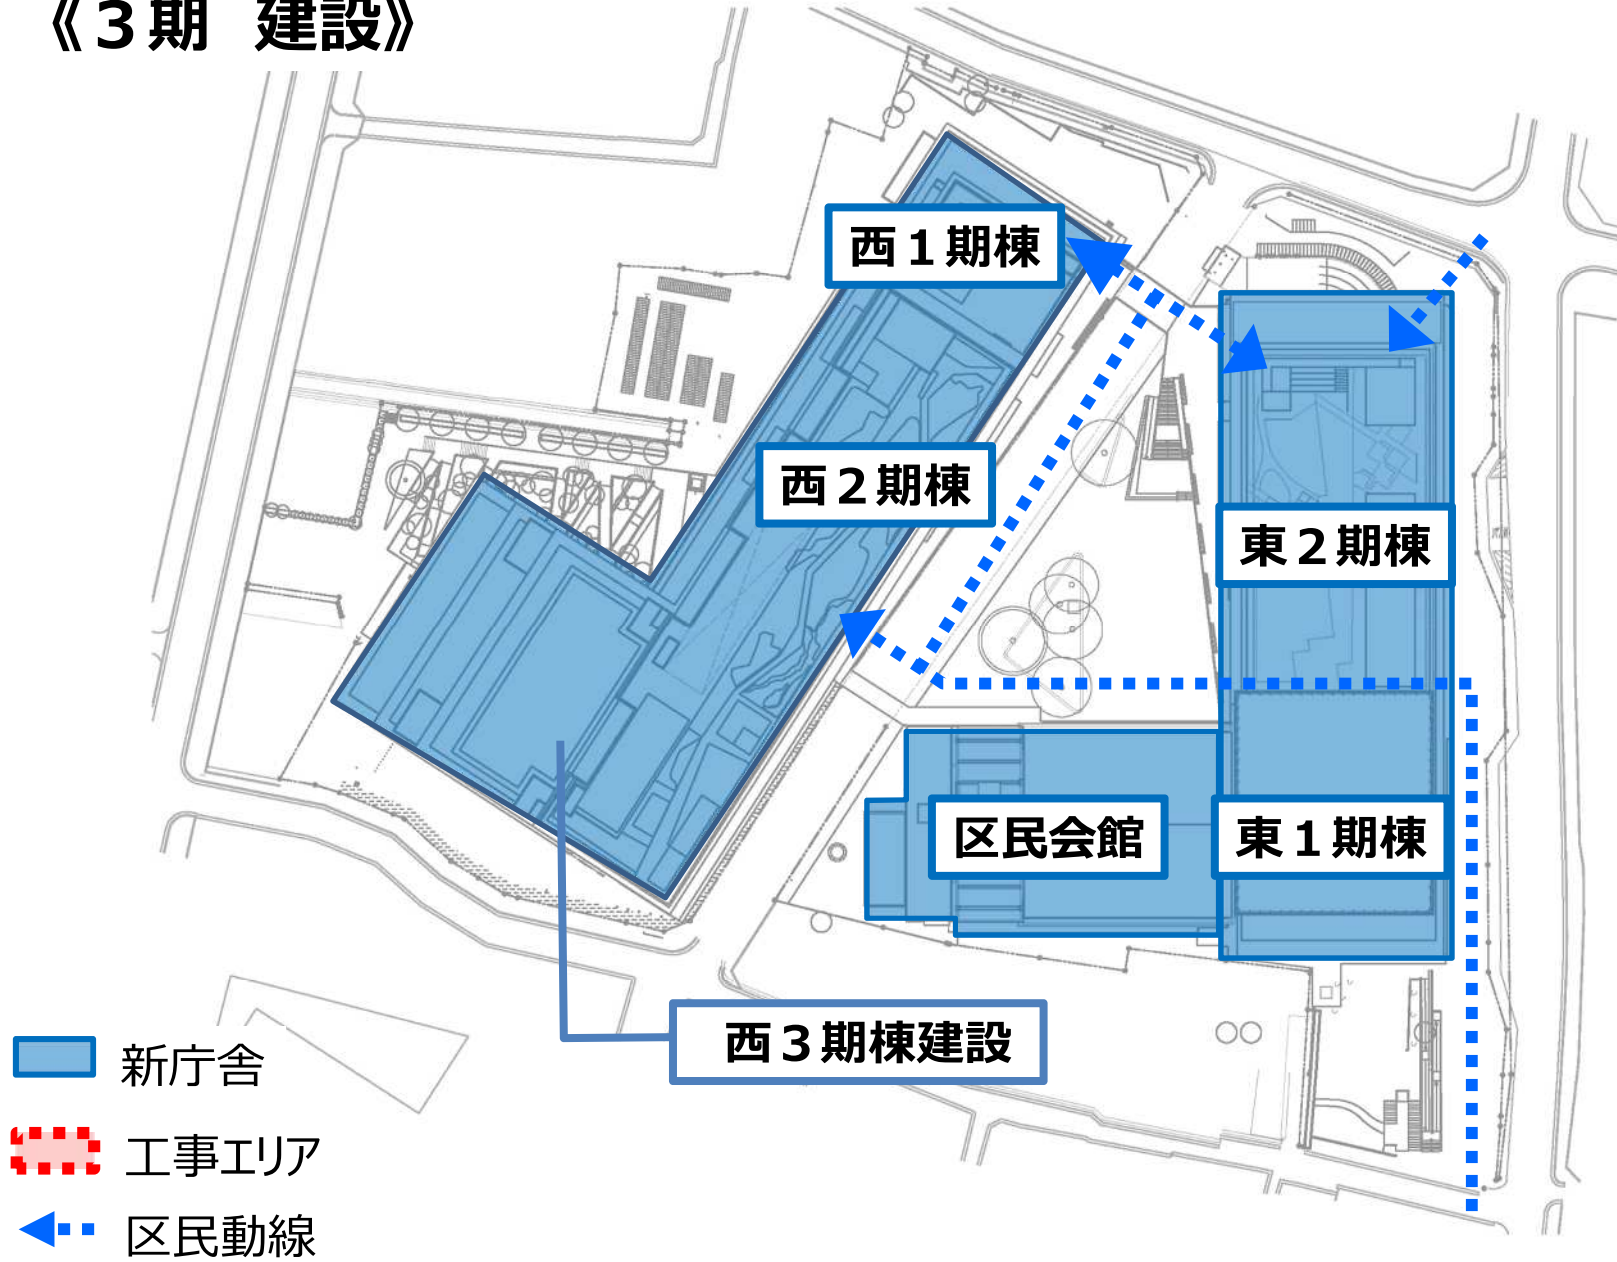 《３期　建設》
西１期棟
西２期棟
東２期棟
区民会館
東１期棟
西３期棟建設
新庁舎
工事エリア
区民動線